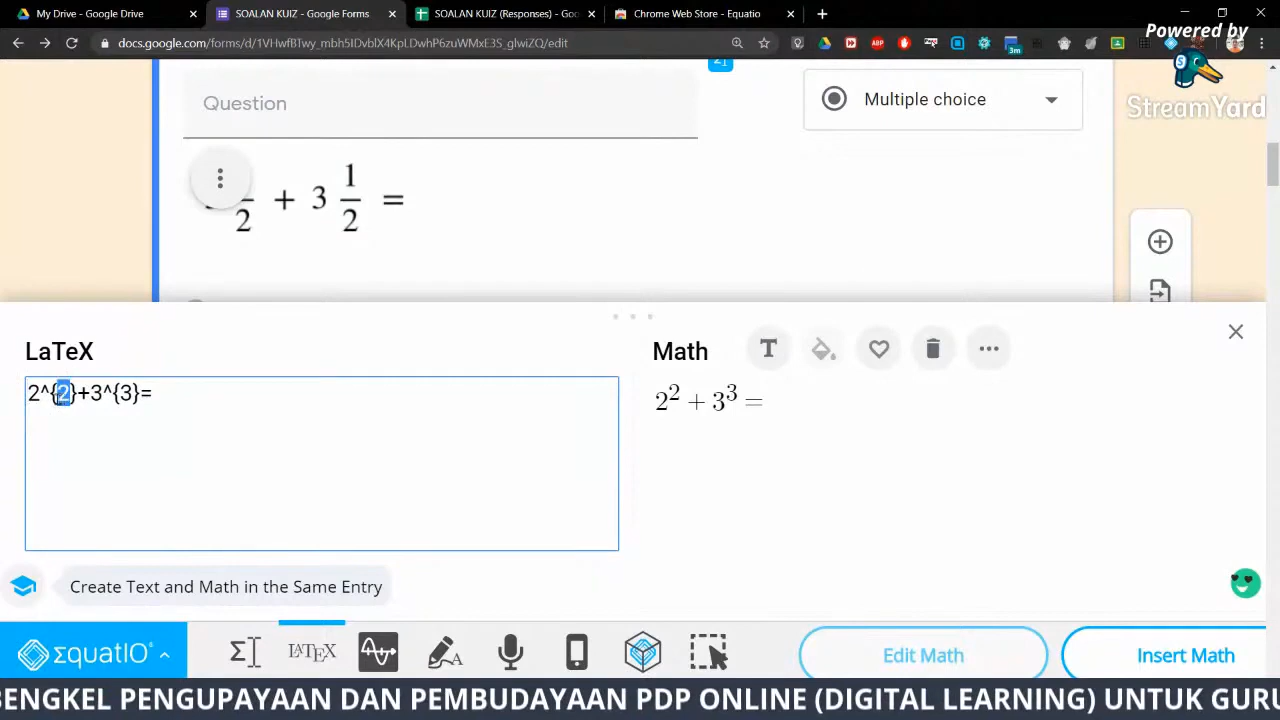 My Drive - Google Drive
SOALAN KUIZ - Google Forms
SOALAN KUIZ (Responses) - Goo
Chrome Web Store - Equatio
docs.google.com/forms/d/1VHwfBTwy_mbh5IDvblX4KpLDwhP6zuWMxE3S_glwiZQ/edit
Powered by
StreamYard
Question
Multiple choice
2 + 3 1/2 =
LaTeX
Math
2^{2}+3^{3}=
2² + 3³ =
Create Text and Math in the Same Entry
EquatIO
LATEX
Edit Math
Insert Math
BENGKEL PENGUPAYAAN DAN PEMBUDAYAAN PDP ONLINE (DIGITAL LEARNING) UNTUK GURU